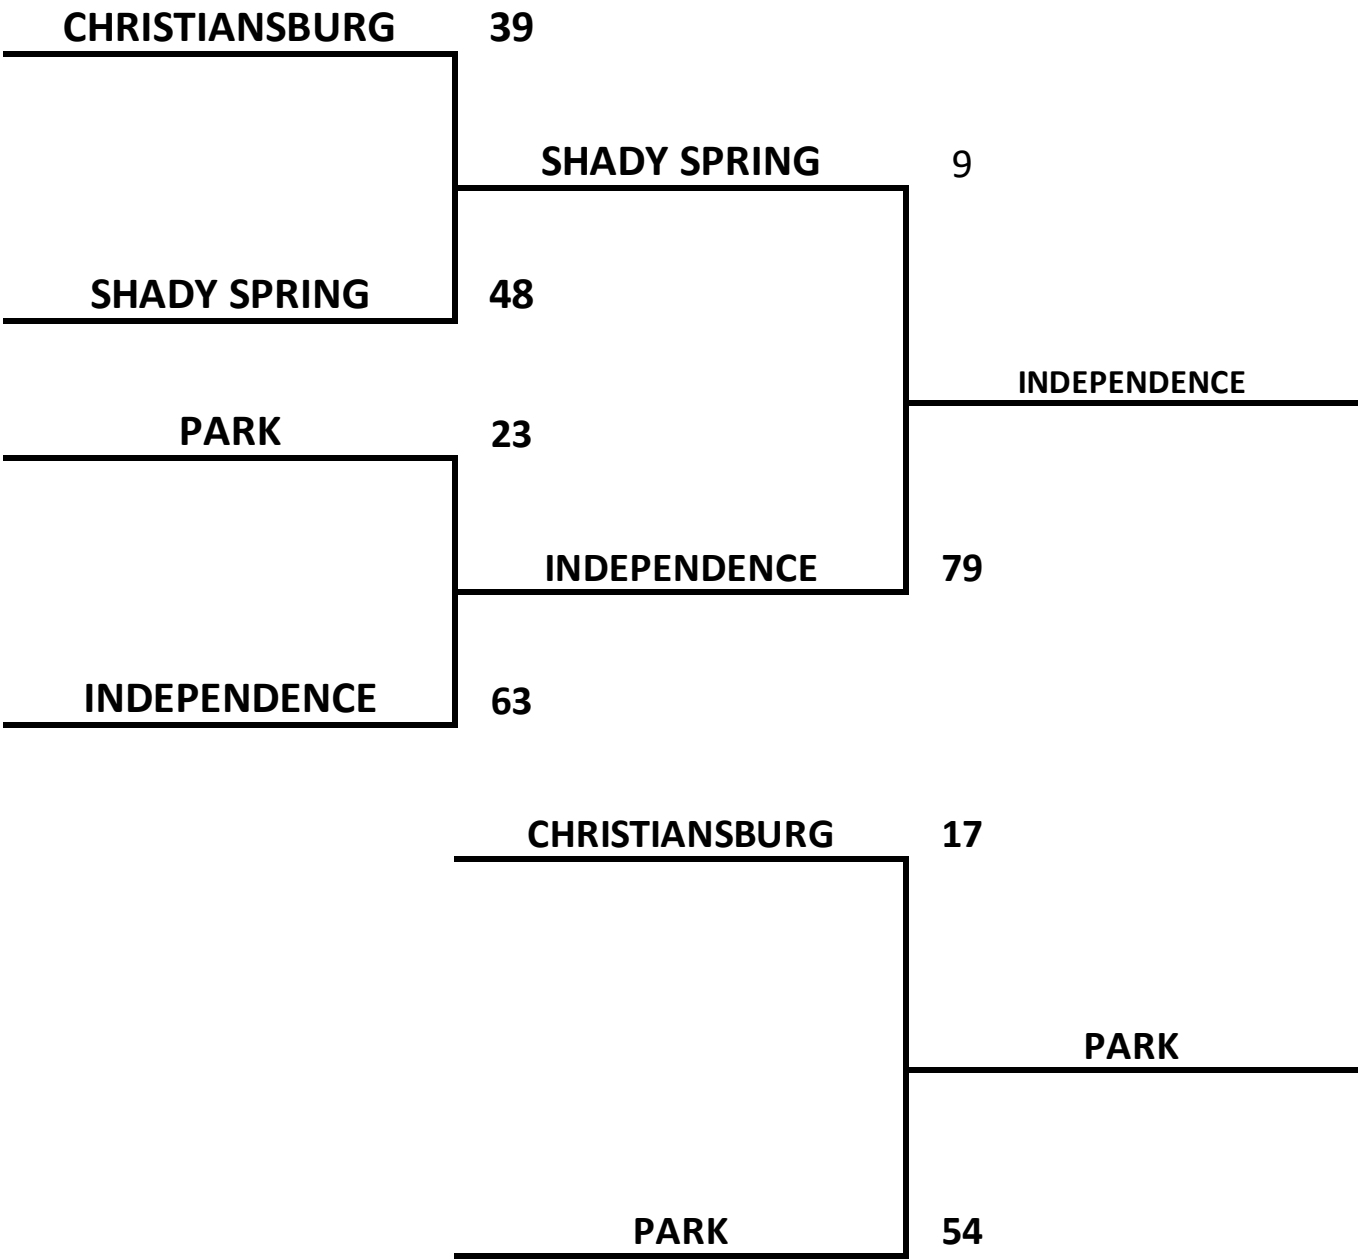 CHRISTIANSBURG 39
SHADY SPRING 9
SHADY SPRING 48
INDEPENDENCE
PARK 23
INDEPENDENCE 79
INDEPENDENCE 63
CHRISTIANSBURG 17
PARK
PARK 54